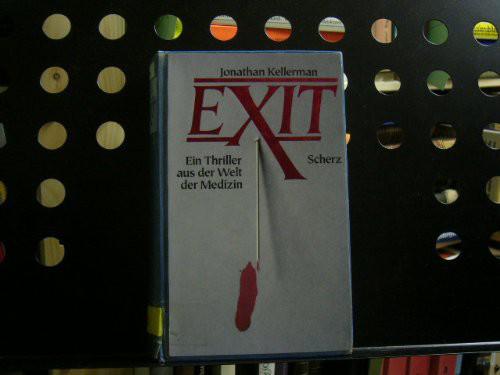 Jonathan Kellerman
EXIT
Ein Thriller
aus der Welt
der Medizin
Scherz